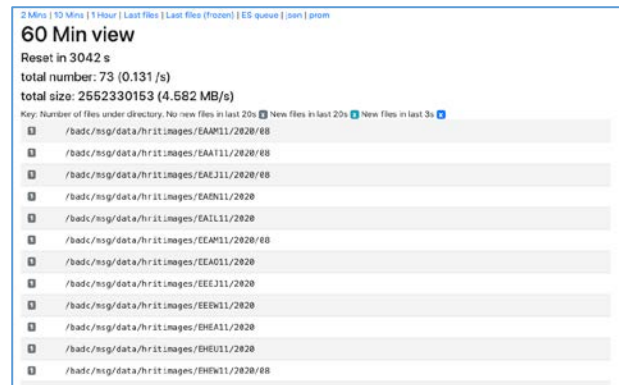 2 Mins | 10 Mins | 1 Hour | Last files | Last files (frozen) | ES queue | json | prom
60 Min view
Reset in 3042 s
total number: 73 (0.131 /s)
total size: 2552330153 (4.582 MB/s)
Key: Number of files under directory. No new files in last 20s x New files in last 20s x New files in last 3s x
1 /badc/msg/data/hritimages/EAAM11/2020/08
1 /badc/msg/data/hritimages/EAAT11/2020/08
1 /badc/msg/data/hritimages/EAEJ11/2020/08
1 /badc/msg/data/hritimages/EAEN11/2020
1 /badc/msg/data/hritimages/EAIL11/2020
1 /badc/msg/data/hritimages/EEAM11/2020/08
1 /badc/msg/data/hritimages/EEAO11/2020
1 /badc/msg/data/hritimages/EEEJ11/2020
1 /badc/msg/data/hritimages/EEEW11/2020
1 /badc/msg/data/hritimages/EHEA11/2020
1 /badc/msg/data/hritimages/EHEU11/2020
1 /badc/msg/data/hritimages/EHEW11/2020/08